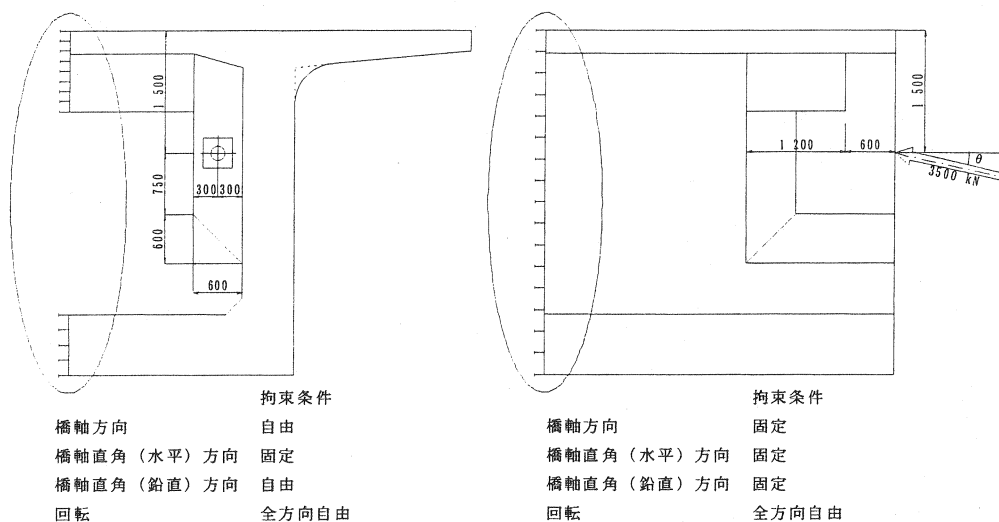 1 500
750
600
300 300
600
1 500
1 200
600
θ
3500 kN
拘束条件
橋軸方向 自由
橋軸直角（水平）方向 固定
橋軸直角（鉛直）方向 自由
回転 全方向自由
拘束条件
橋軸方向 固定
橋軸直角（水平）方向 固定
橋軸直角（鉛直）方向 固定
回転 全方向自由